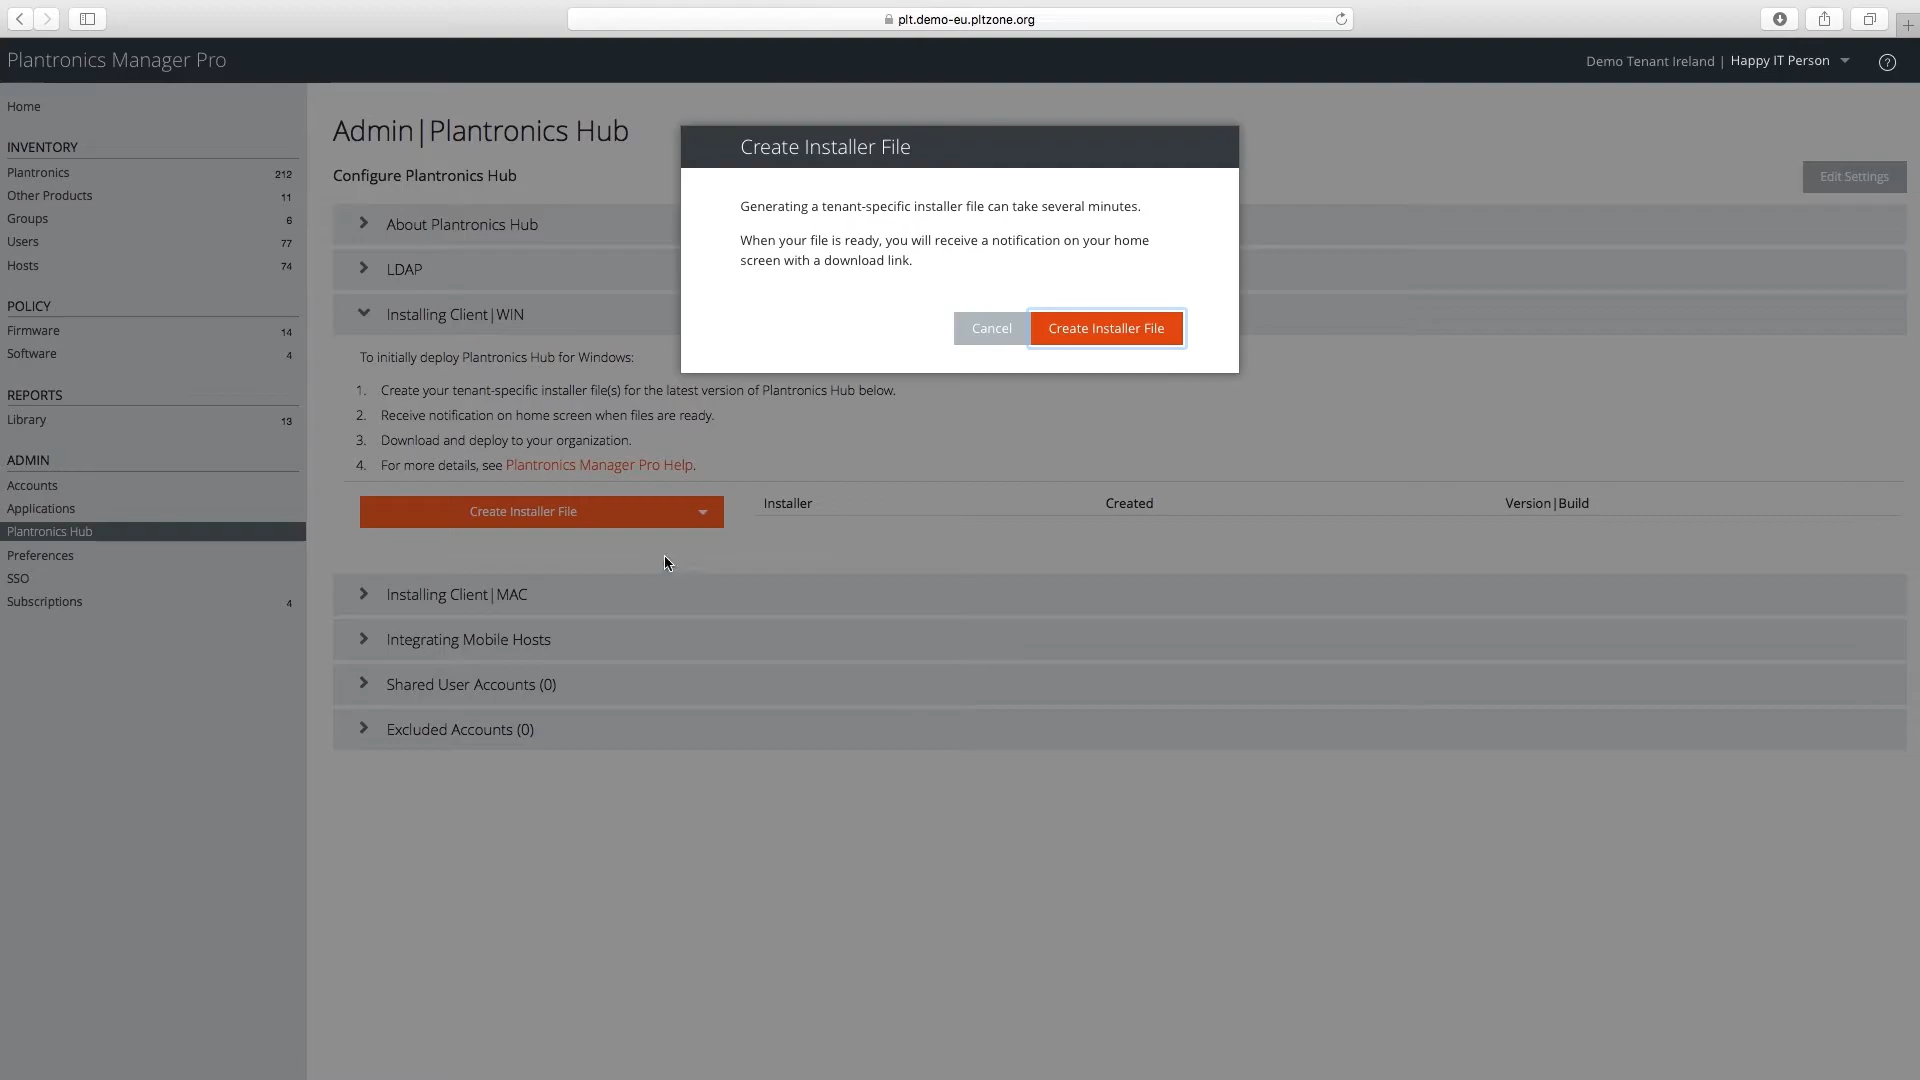 plt.demo-eu.pltzone.org
Plantronics Manager Pro
Demo Tenant Ireland | Happy IT Person
?
Home
INVENTORY
Plantronics 212
Other Products 11
Groups 6
Users 77
Hosts 74
POLICY
Firmware 14
Software 4
REPORTS
Library 13
ADMIN
Accounts
Applications
Plantronics Hub
Preferences
SSO
Subscriptions 4
Admin|Plantronics Hub
Configure Plantronics Hub
Edit Settings
About Plantronics Hub
LDAP
Installing Client|WIN
To initially deploy Plantronics Hub for Windows:
1. Create your tenant-specific installer file(s) for the latest version of Plantronics Hub below.
2. Receive notification on home screen when files are ready.
3. Download and deploy to your organization.
4. For more details, see Plantronics Manager Pro Help.
Create Installer File
Installer Created Version|Build
Installing Client|MAC
Integrating Mobile Hosts
Shared User Accounts (0)
Excluded Accounts (0)
Create Installer File
Generating a tenant-specific installer file can take several minutes.
When your file is ready, you will receive a notification on your home
screen with a download link.
Cancel Create Installer File